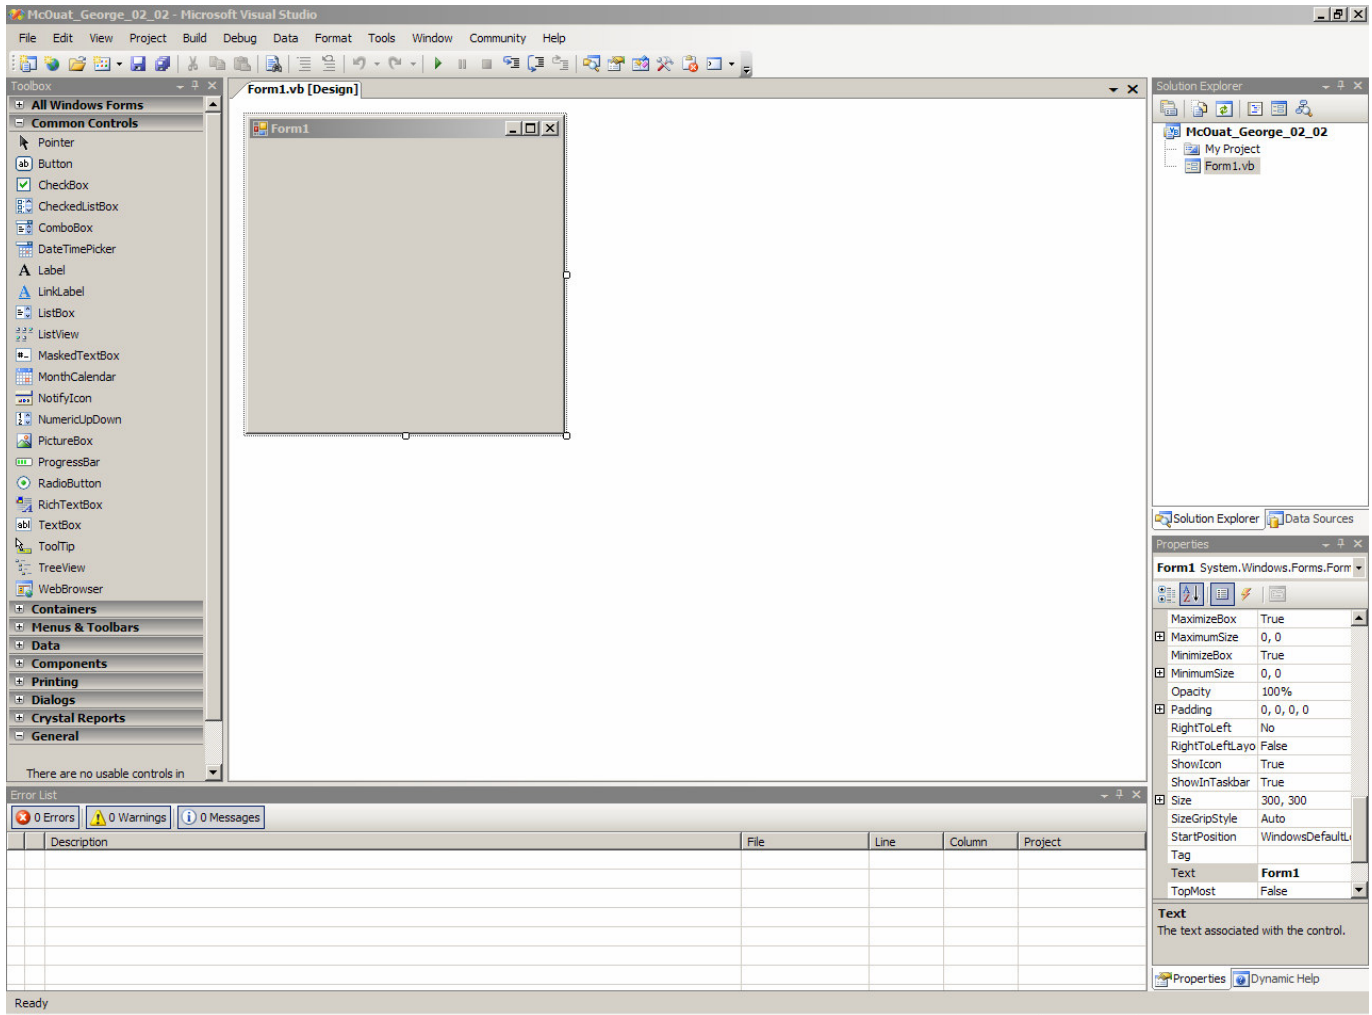 McOuat_George_02_02 - Microsoft Visual Studio
File Edit View Project Build Debug Data Format Tools Window Community Help
Toolbox
All Windows Forms
Common Controls
Pointer
Button
CheckBox
CheckedListBox
ComboBox
DateTimePicker
Label
LinkLabel
ListBox
ListView
MaskedTextBox
MonthCalendar
NotifyIcon
NumericUpDown
PictureBox
ProgressBar
RadioButton
RichTextBox
TextBox
ToolTip
TreeView
WebBrowser
Containers
Menus & Toolbars
Data
Components
Printing
Dialogs
Crystal Reports
General
There are no usable controls in
Form1.vb [Design]
Form1
Solution Explorer
McOuat_George_02_02
My Project
Form1.vb
Solution Explorer Data Sources
Properties
Form1 System.Windows.Forms.Form
MaximizeBox True
MaximumSize 0, 0
MinimizeBox True
MinimumSize 0, 0
Opacity 100%
Padding 0, 0, 0, 0
RightToLeft No
RightToLeftLayo False
ShowIcon True
ShowInTaskbar True
Size 300, 300
SizeGripStyle Auto
StartPosition WindowsDefaultL
Tag
Text Form1
TopMost False
Text
The text associated with the control.
Properties Dynamic Help
Error List
0 Errors 0 Warnings 0 Messages
Description File Line Column Project
Ready